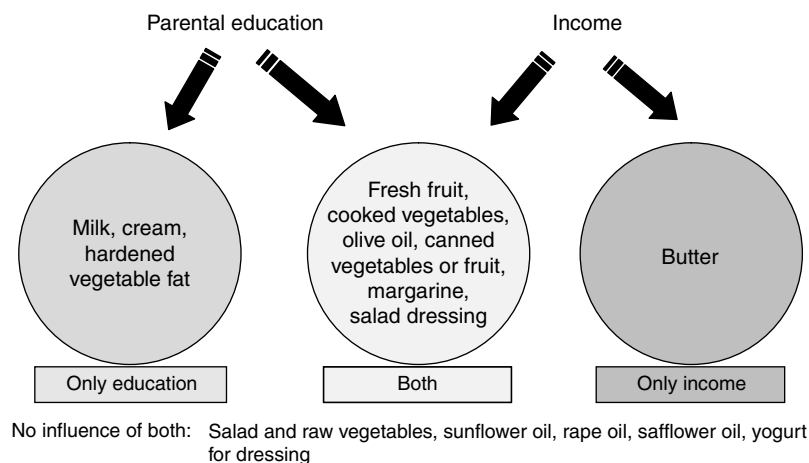 Parental education
Income
Milk, cream,
hardened
vegetable fat
Fresh fruit,
cooked vegetables,
olive oil, canned
vegetables or fruit,
margarine,
salad dressing
Butter
Only education
Both
Only income
No influence of both: Salad and raw vegetables, sunflower oil, rape oil, safflower oil, yogurt
for dressing